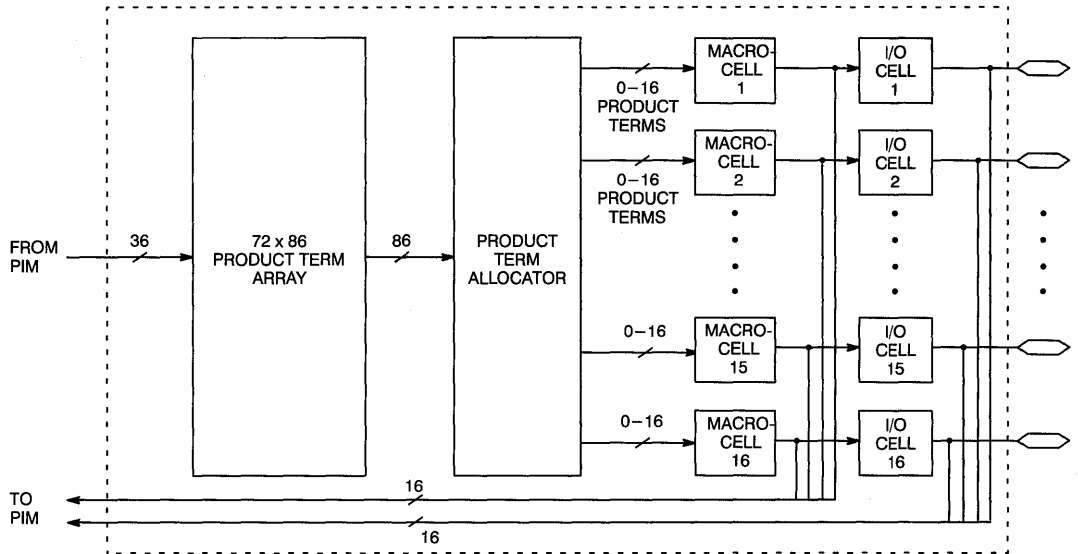 MACRO-
CELL
1
I/O
CELL
1
0-16
PRODUCT
TERMS
MACRO-
CELL
2
I/O
CELL
2
0-16
PRODUCT
TERMS
FROM
PIM
36
72 x 86
PRODUCT TERM
ARRAY
86
PRODUCT
TERM
ALLOCATOR
0-16
MACRO-
CELL
15
I/O
CELL
15
0-16
MACRO-
CELL
16
I/O
CELL
16
TO
PIM
16
16